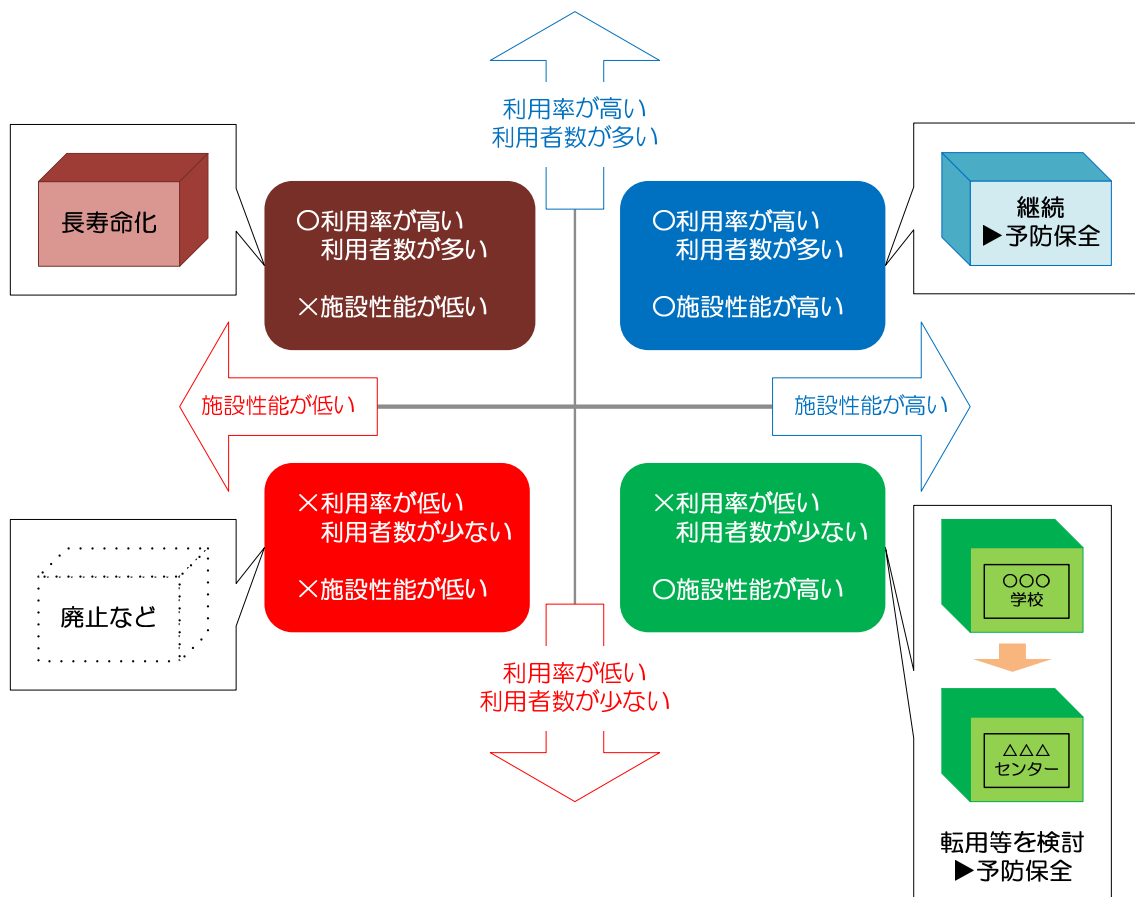 利用率が高い
利用者数が多い
長寿命化
〇利用率が高い
利用者数が多い
×施設性能が低い
〇利用率が高い
利用者数が多い
〇施設性能が高い
継続
▶予防保全
施設性能が低い
施設性能が高い
×利用率が低い
利用者数が少ない
×施設性能が低い
×利用率が低い
利用者数が少ない
〇施設性能が高い
廃止など
利用率が低い
利用者数が少ない
〇〇〇
学校
△△△
センター
転用等を検討
▶予防保全